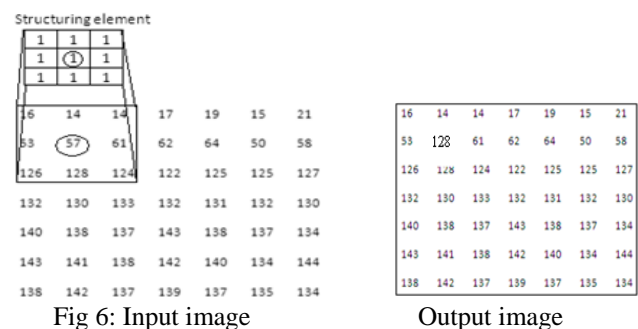 Structuring element
1 1 1
1 1 1
1 1 1
16 14 14 17 19 15 21
53 57 61 62 64 50 58
126 128 124 122 125 125 127
132 130 133 132 131 132 130
140 138 137 143 138 137 134
143 141 138 142 140 134 144
138 142 137 139 137 135 134
16 14 14 17 19 15 21
53 128 61 62 64 50 58
126 128 124 122 125 125 127
132 130 133 132 131 132 130
140 138 137 143 138 137 134
143 141 138 142 140 134 144
138 142 137 139 137 135 134
Fig 6: Input image
Output image